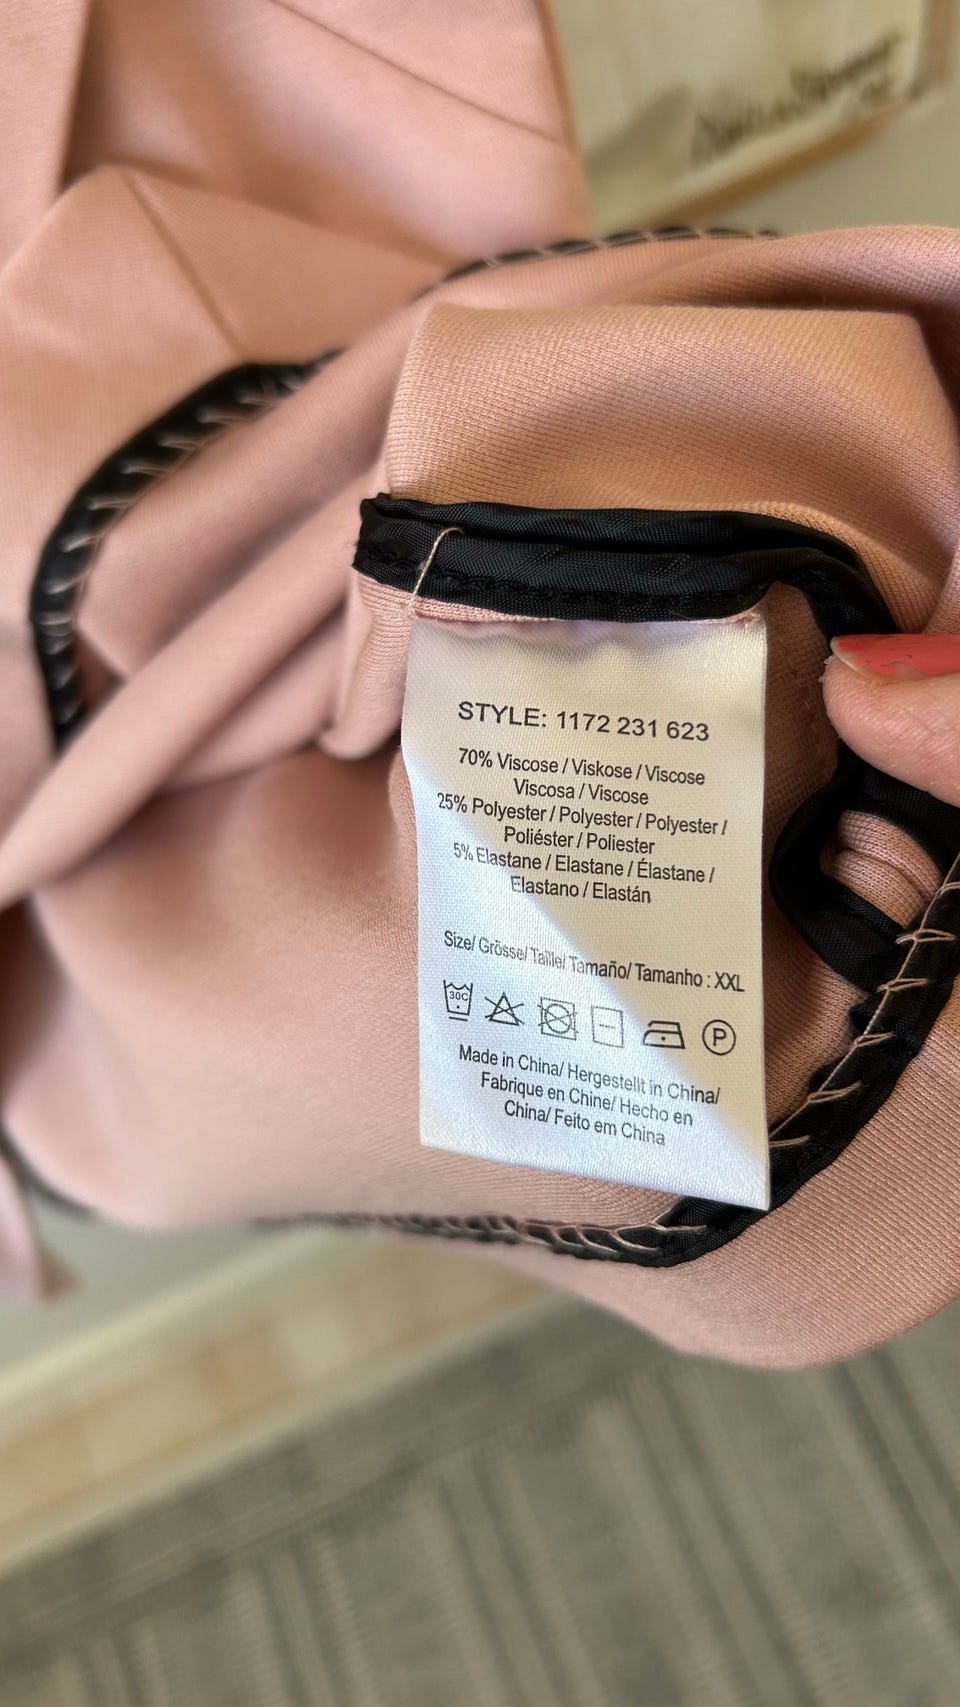 STYLE: 1172 231 623
70% Viscose / Viskose / Viscose
Viscosa / Viscose
25% Polyester / Polyester / Polyester /
Poliéster / Poliester
5% Elastane / Elastane / Élastane /
Elastano / Elastán
Size/ Grösse/ Taille/ Tamaño/ Tamanho : XXL
30C
P
Made in China/ Hergestellt in China/
Fabrique en Chine/ Hecho en
China/ Feito em China